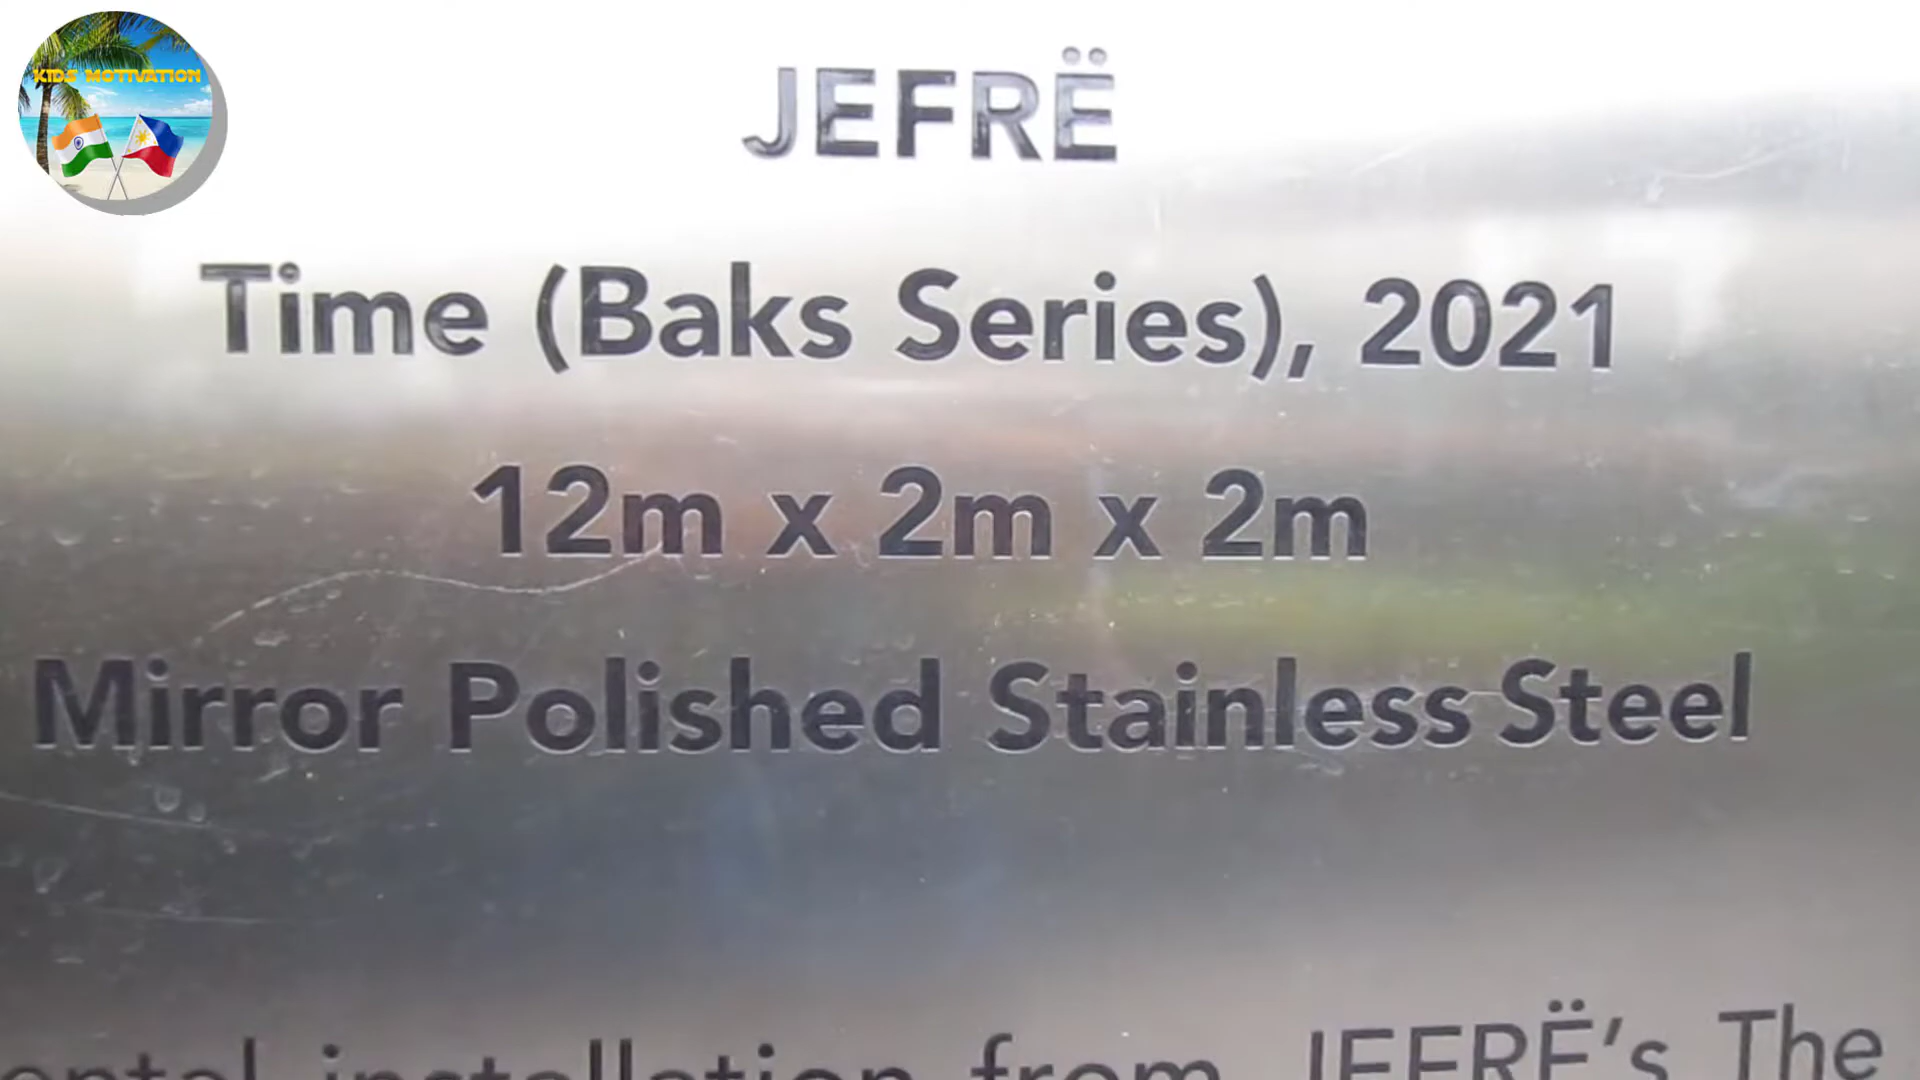 KIDS MOTIVATION
JEFRË
Time (Baks Series), 2021
12m x 2m x 2m
Mirror Polished Stainless Steel
ental installation from JEFRË's The